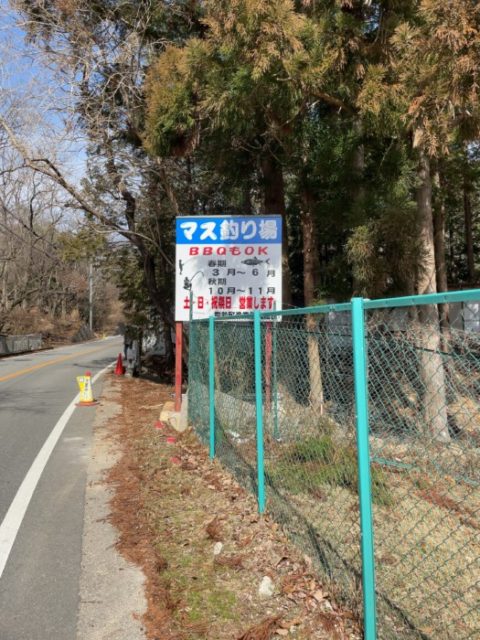 マス釣り場
BBQもOK
春期
3月～6月
秋期
10月～11月
土・日・祝祭日 営業します